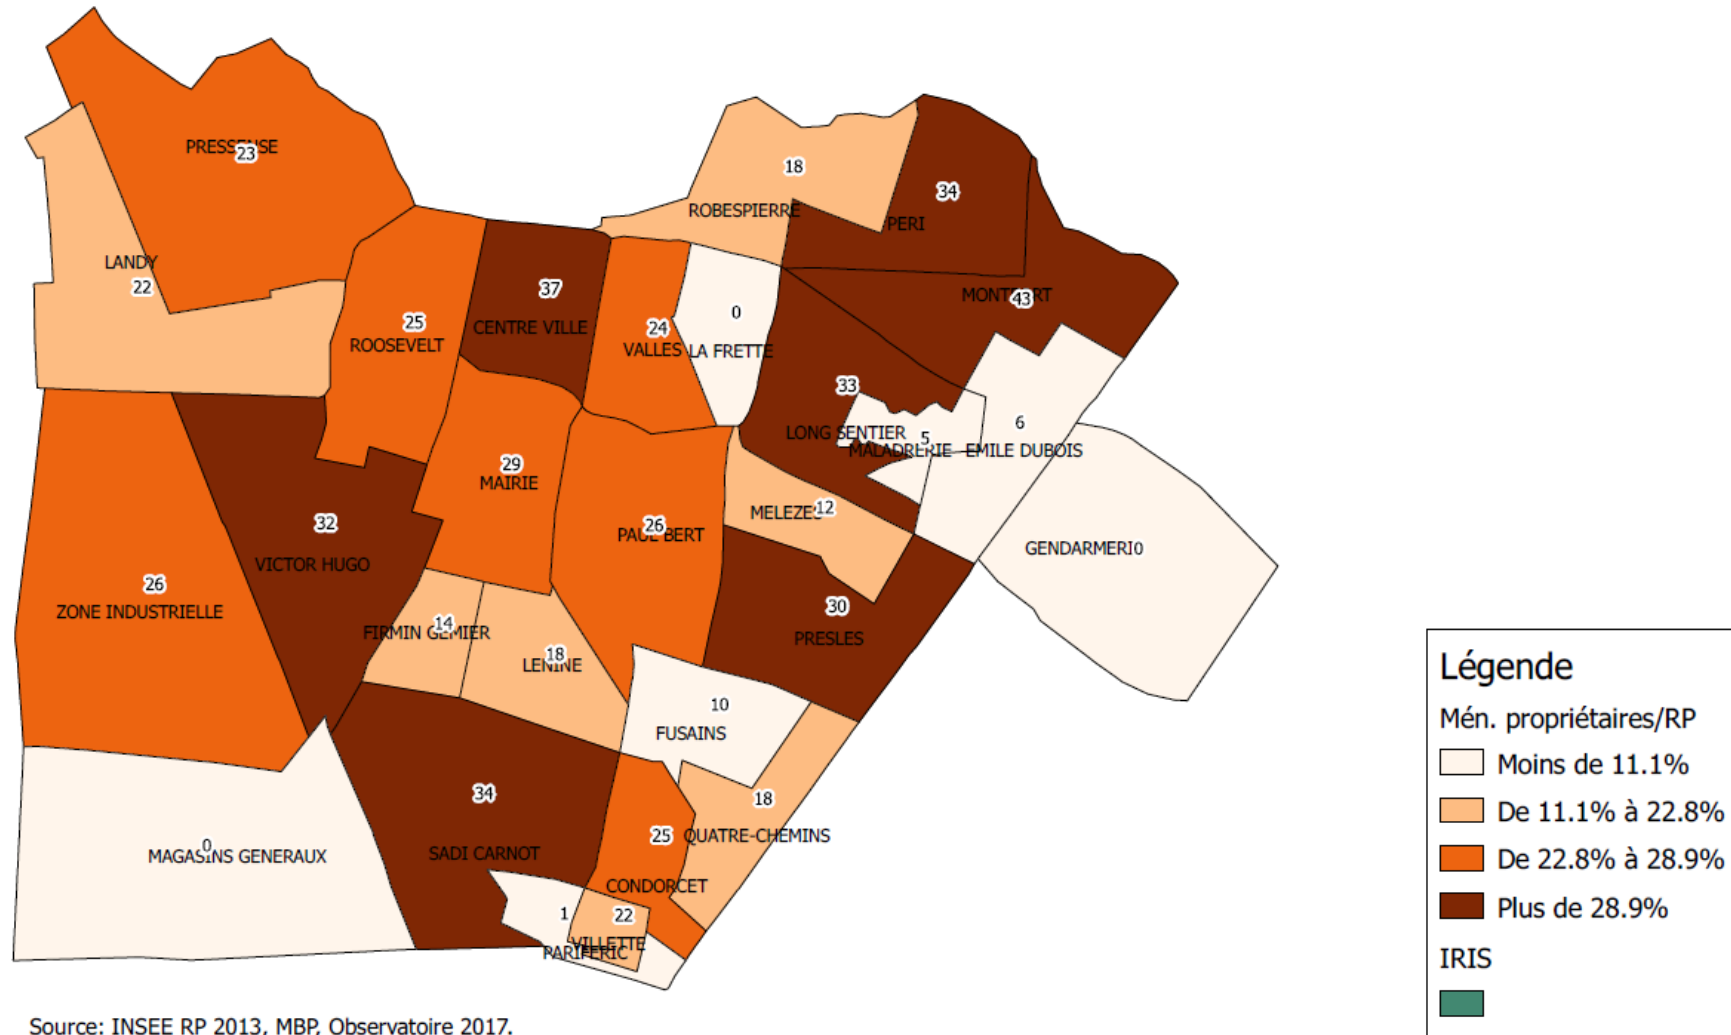 PRESSENSE
23
18
34
ROBESPIERRE
PERI
LANDY
22
37
25
CENTRE VILLE
ROOSEVELT
24
VALLES
0
LA FRETTE
MONTFORT
43
33
LONG SENTIER
5
MALADRERIE
6
EMILE DUBOIS
29
MAIRIE
32
VICTOR HUGO
26
PAUL BERT
MELEZES
12
GENDARMERI
0
26
ZONE INDUSTRIELLE
14
FIRMIN GEMIER
18
LENINE
30
PRESLES
10
FUSAINS
34
SADI CARNOT
18
QUATRE-CHEMINS
25
CONDORCET
0
MAGASINS GENERAUX
1
22
VILLETTE
PARIFERIC
Légende
Mén. propriétaires/RP
Moins de 11.1%
De 11.1% à 22.8%
De 22.8% à 28.9%
Plus de 28.9%
IRIS
Source: INSEE RP 2013, MBP, Observatoire 2017.